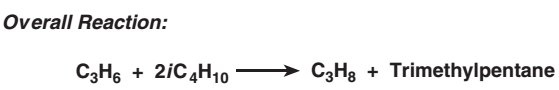 Overall Reaction:
C₃H₆ + 2iC₄H₁₀ ⟶ C₃H₈ + Trimethylpentane